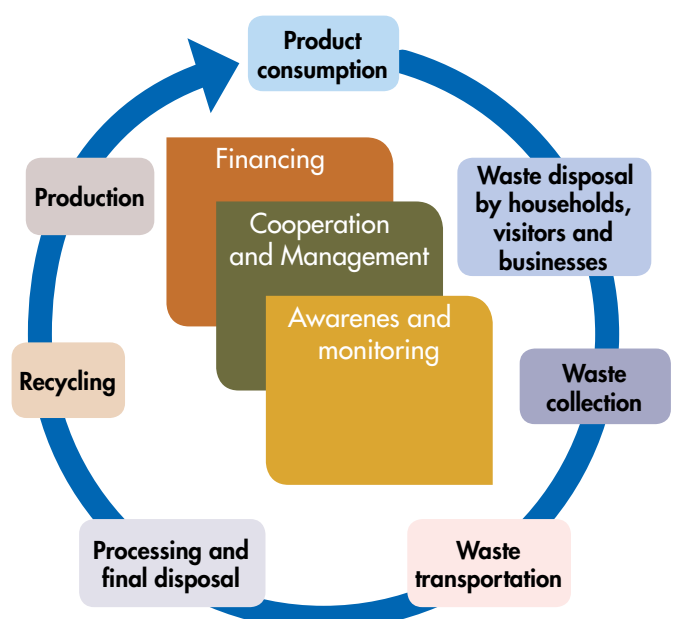 Product
consumption
Waste disposal
by households,
visitors and
businesses
Waste
collection
Waste
transportation
Processing and
final disposal
Recycling
Production
Financing
Cooperation
and Management
Awarenes and
monitoring